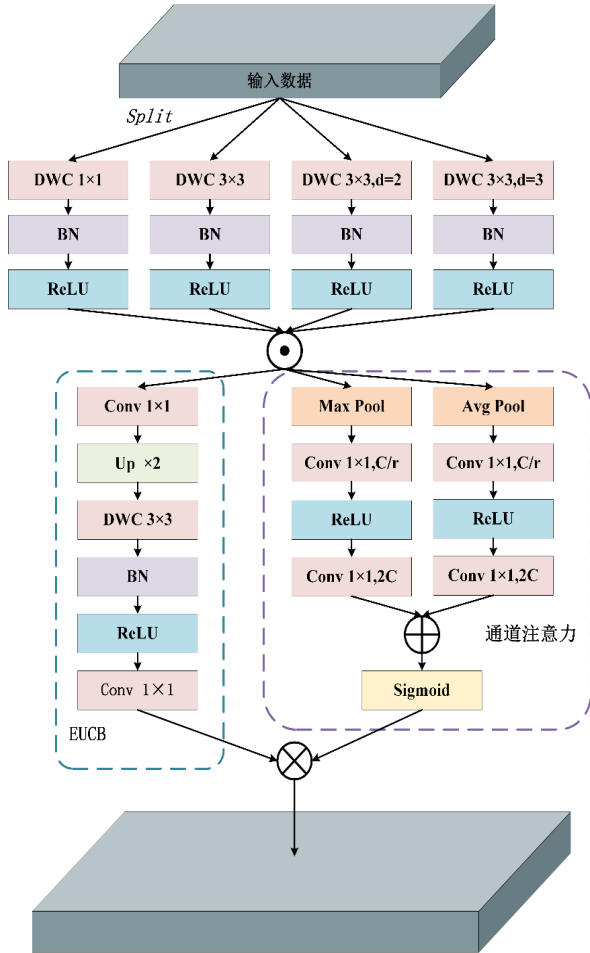 输入数据
Split
DWC 1×1
DWC 3×3
DWC 3×3,d=2
DWC 3×3,d=3
BN
BN
BN
BN
ReLU
ReLU
ReLU
ReLU
Conv 1×1
Up ×2
DWC 3×3
BN
ReLU
Conv 1×1
EUCB
Max Pool
Avg Pool
Conv 1×1,C/r
Conv 1×1,C/r
ReLU
ReLU
Conv 1×1,2C
Conv 1×1,2C
通道注意力
Sigmoid